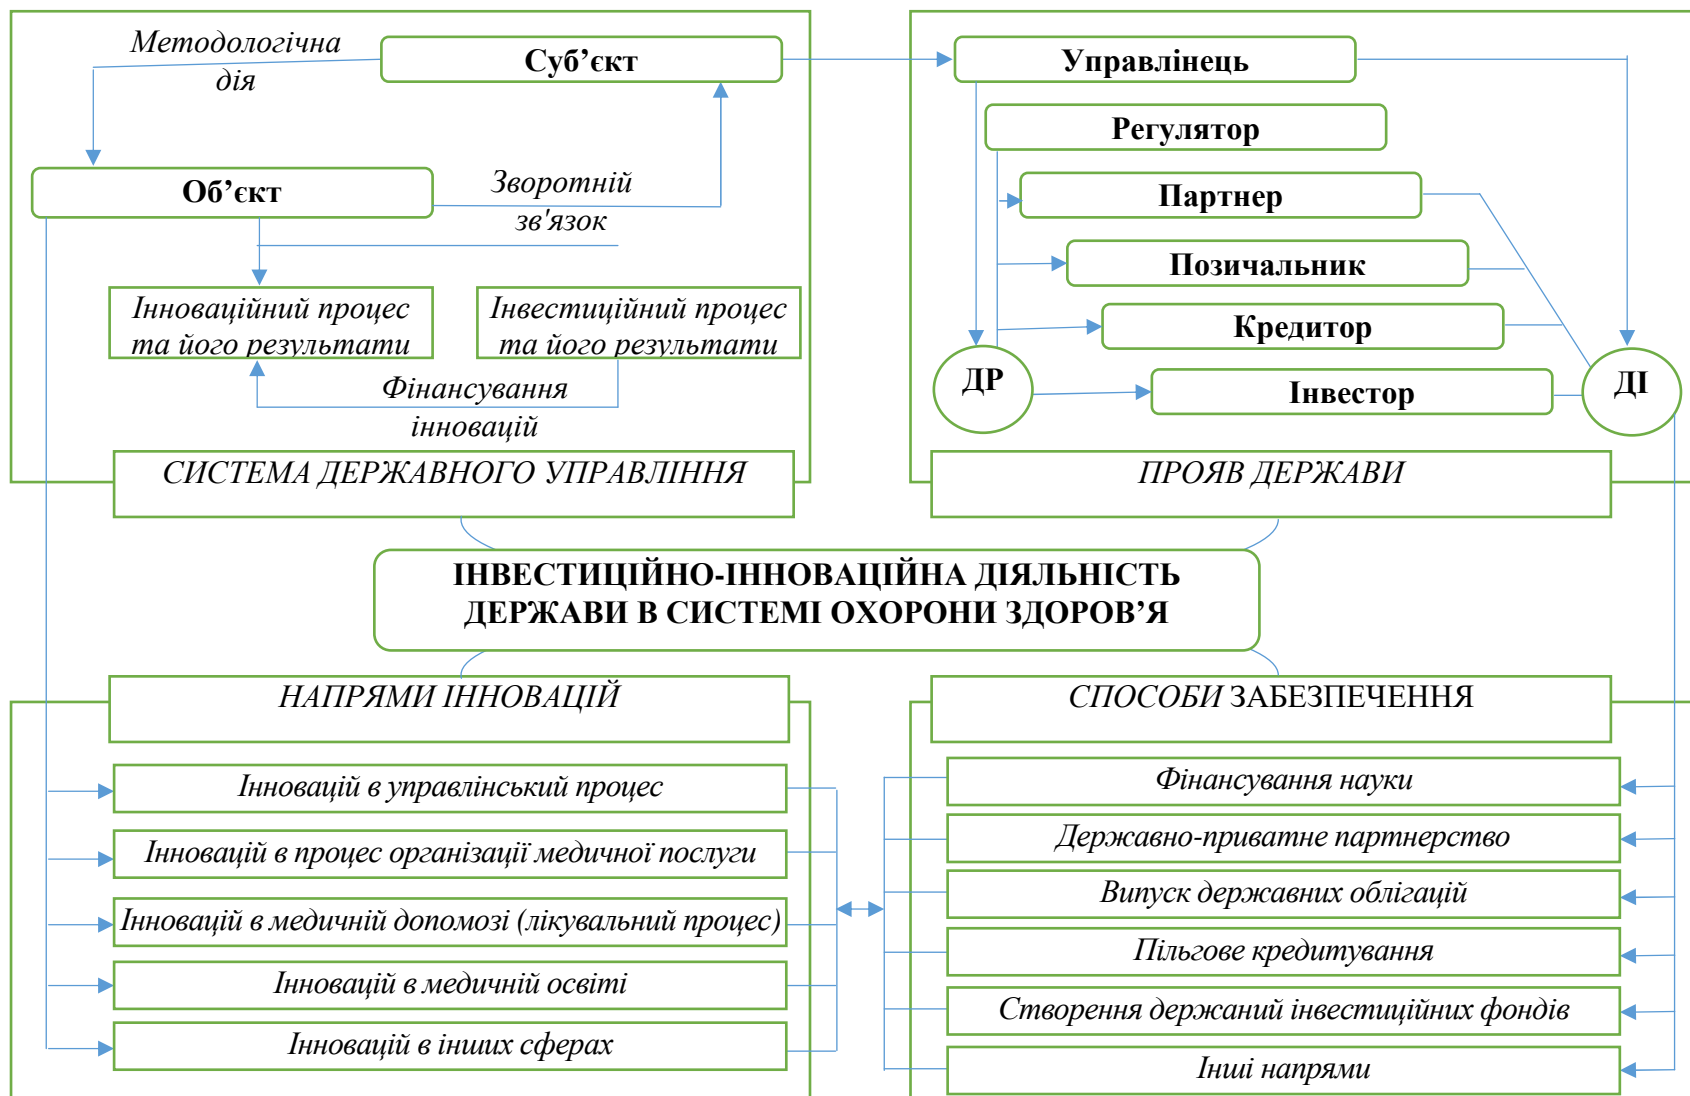 Методологічна
дія
Суб’єкт
Об’єкт
Зворотній
зв'язок
Інноваційний процес
та його результати
Інвестиційний процес
та його результати
Фінансування
інновацій
СИСТЕМА ДЕРЖАВНОГО УПРАВЛІННЯ
Управлінець
Регулятор
Партнер
Позичальник
Кредитор
Інвестор
ДР
ДІ
ПРОЯВ ДЕРЖАВИ
ІНВЕСТИЦІЙНО-ІННОВАЦІЙНА ДІЯЛЬНІСТЬ
ДЕРЖАВИ В СИСТЕМІ ОХОРОНИ ЗДОРОВ’Я
НАПРЯМИ ІННОВАЦІЙ
Інновацій в управлінський процес
Інновацій в процес організації медичної послуги
Інновацій в медичній допомозі (лікувальний процес)
Інновацій в медичній освіті
Інновацій в інших сферах
СПОСОБИ ЗАБЕЗПЕЧЕННЯ
Фінансування науки
Державно-приватне партнерство
Випуск державних облігацій
Пільгове кредитування
Створення держаний інвестиційних фондів
Інші напрями